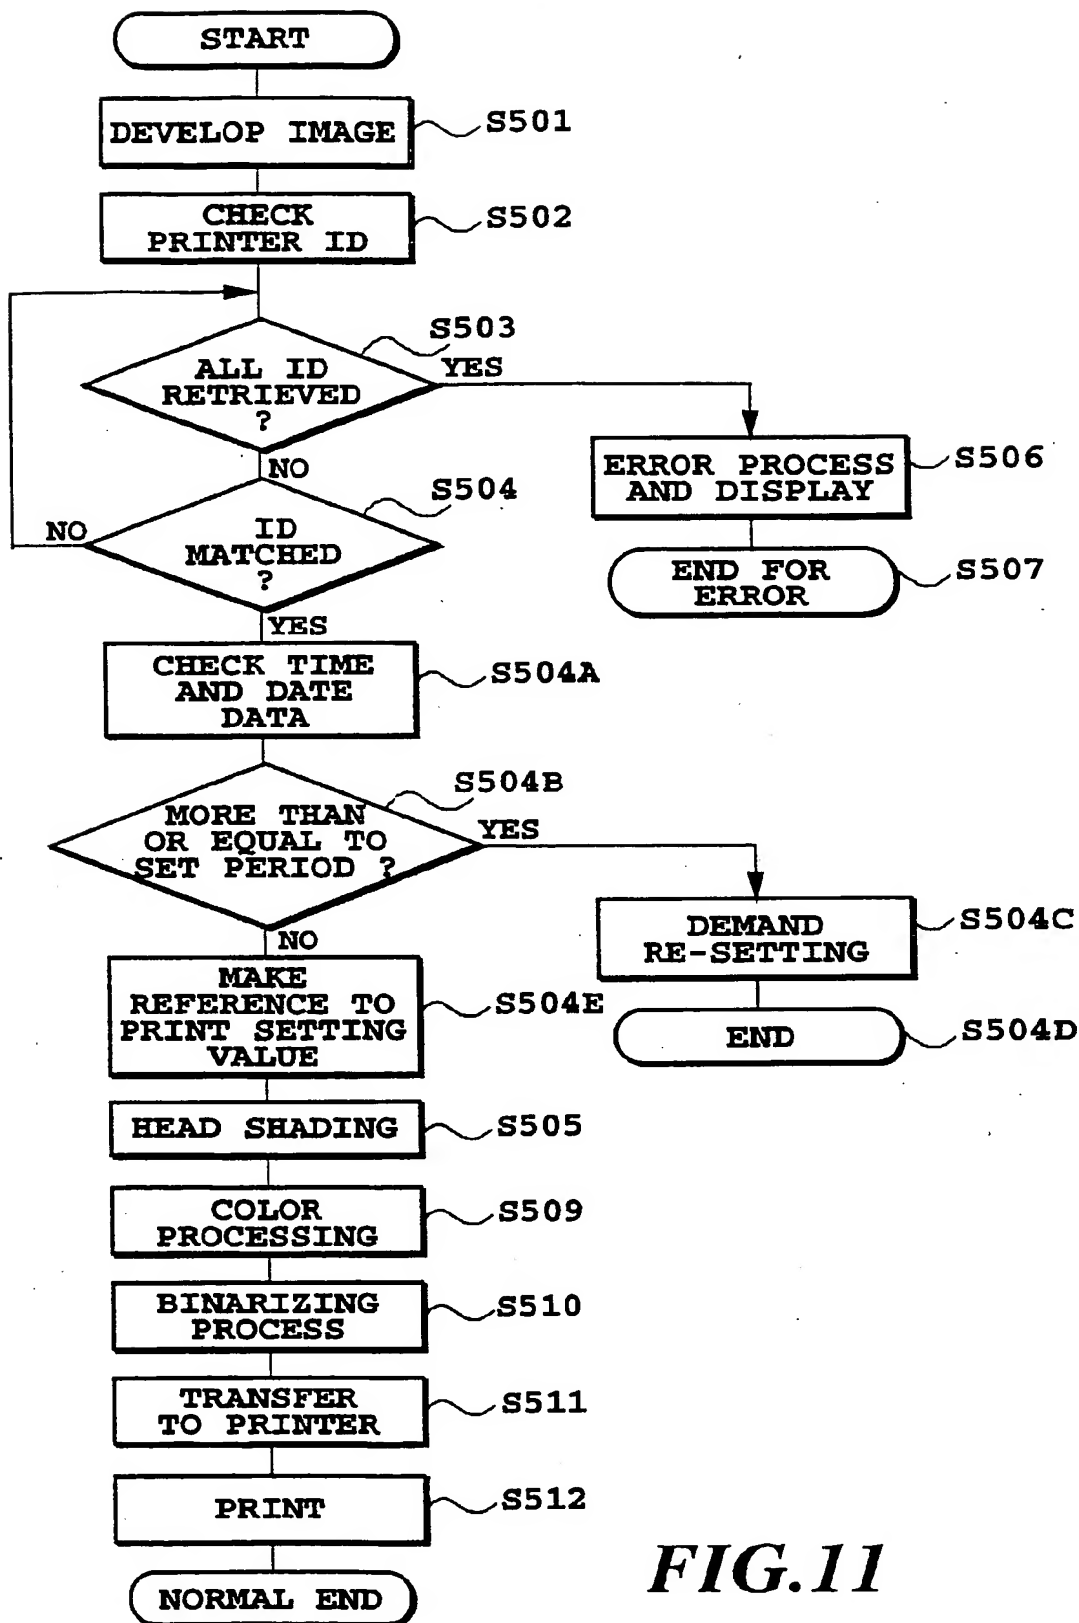 START
DEVELOP IMAGE
S501
CHECK
PRINTER ID
S502
S503
ALL ID
RETRIEVED
?
YES
NO
ERROR PROCESS
AND DISPLAY
S506
S504
NO
ID
MATCHED
?
END FOR
ERROR
S507
YES
CHECK TIME
AND DATE
DATA
S504A
S504B
MORE THAN
OR EQUAL TO
SET PERIOD ?
YES
DEMAND
RE-SETTING
S504C
NO
MAKE
REFERENCE TO
PRINT SETTING
VALUE
S504E
END
S504D
HEAD SHADING
S505
COLOR
PROCESSING
S509
BINARIZING
PROCESS
S510
TRANSFER
TO PRINTER
S511
PRINT
S512
NORMAL END
FIG.11